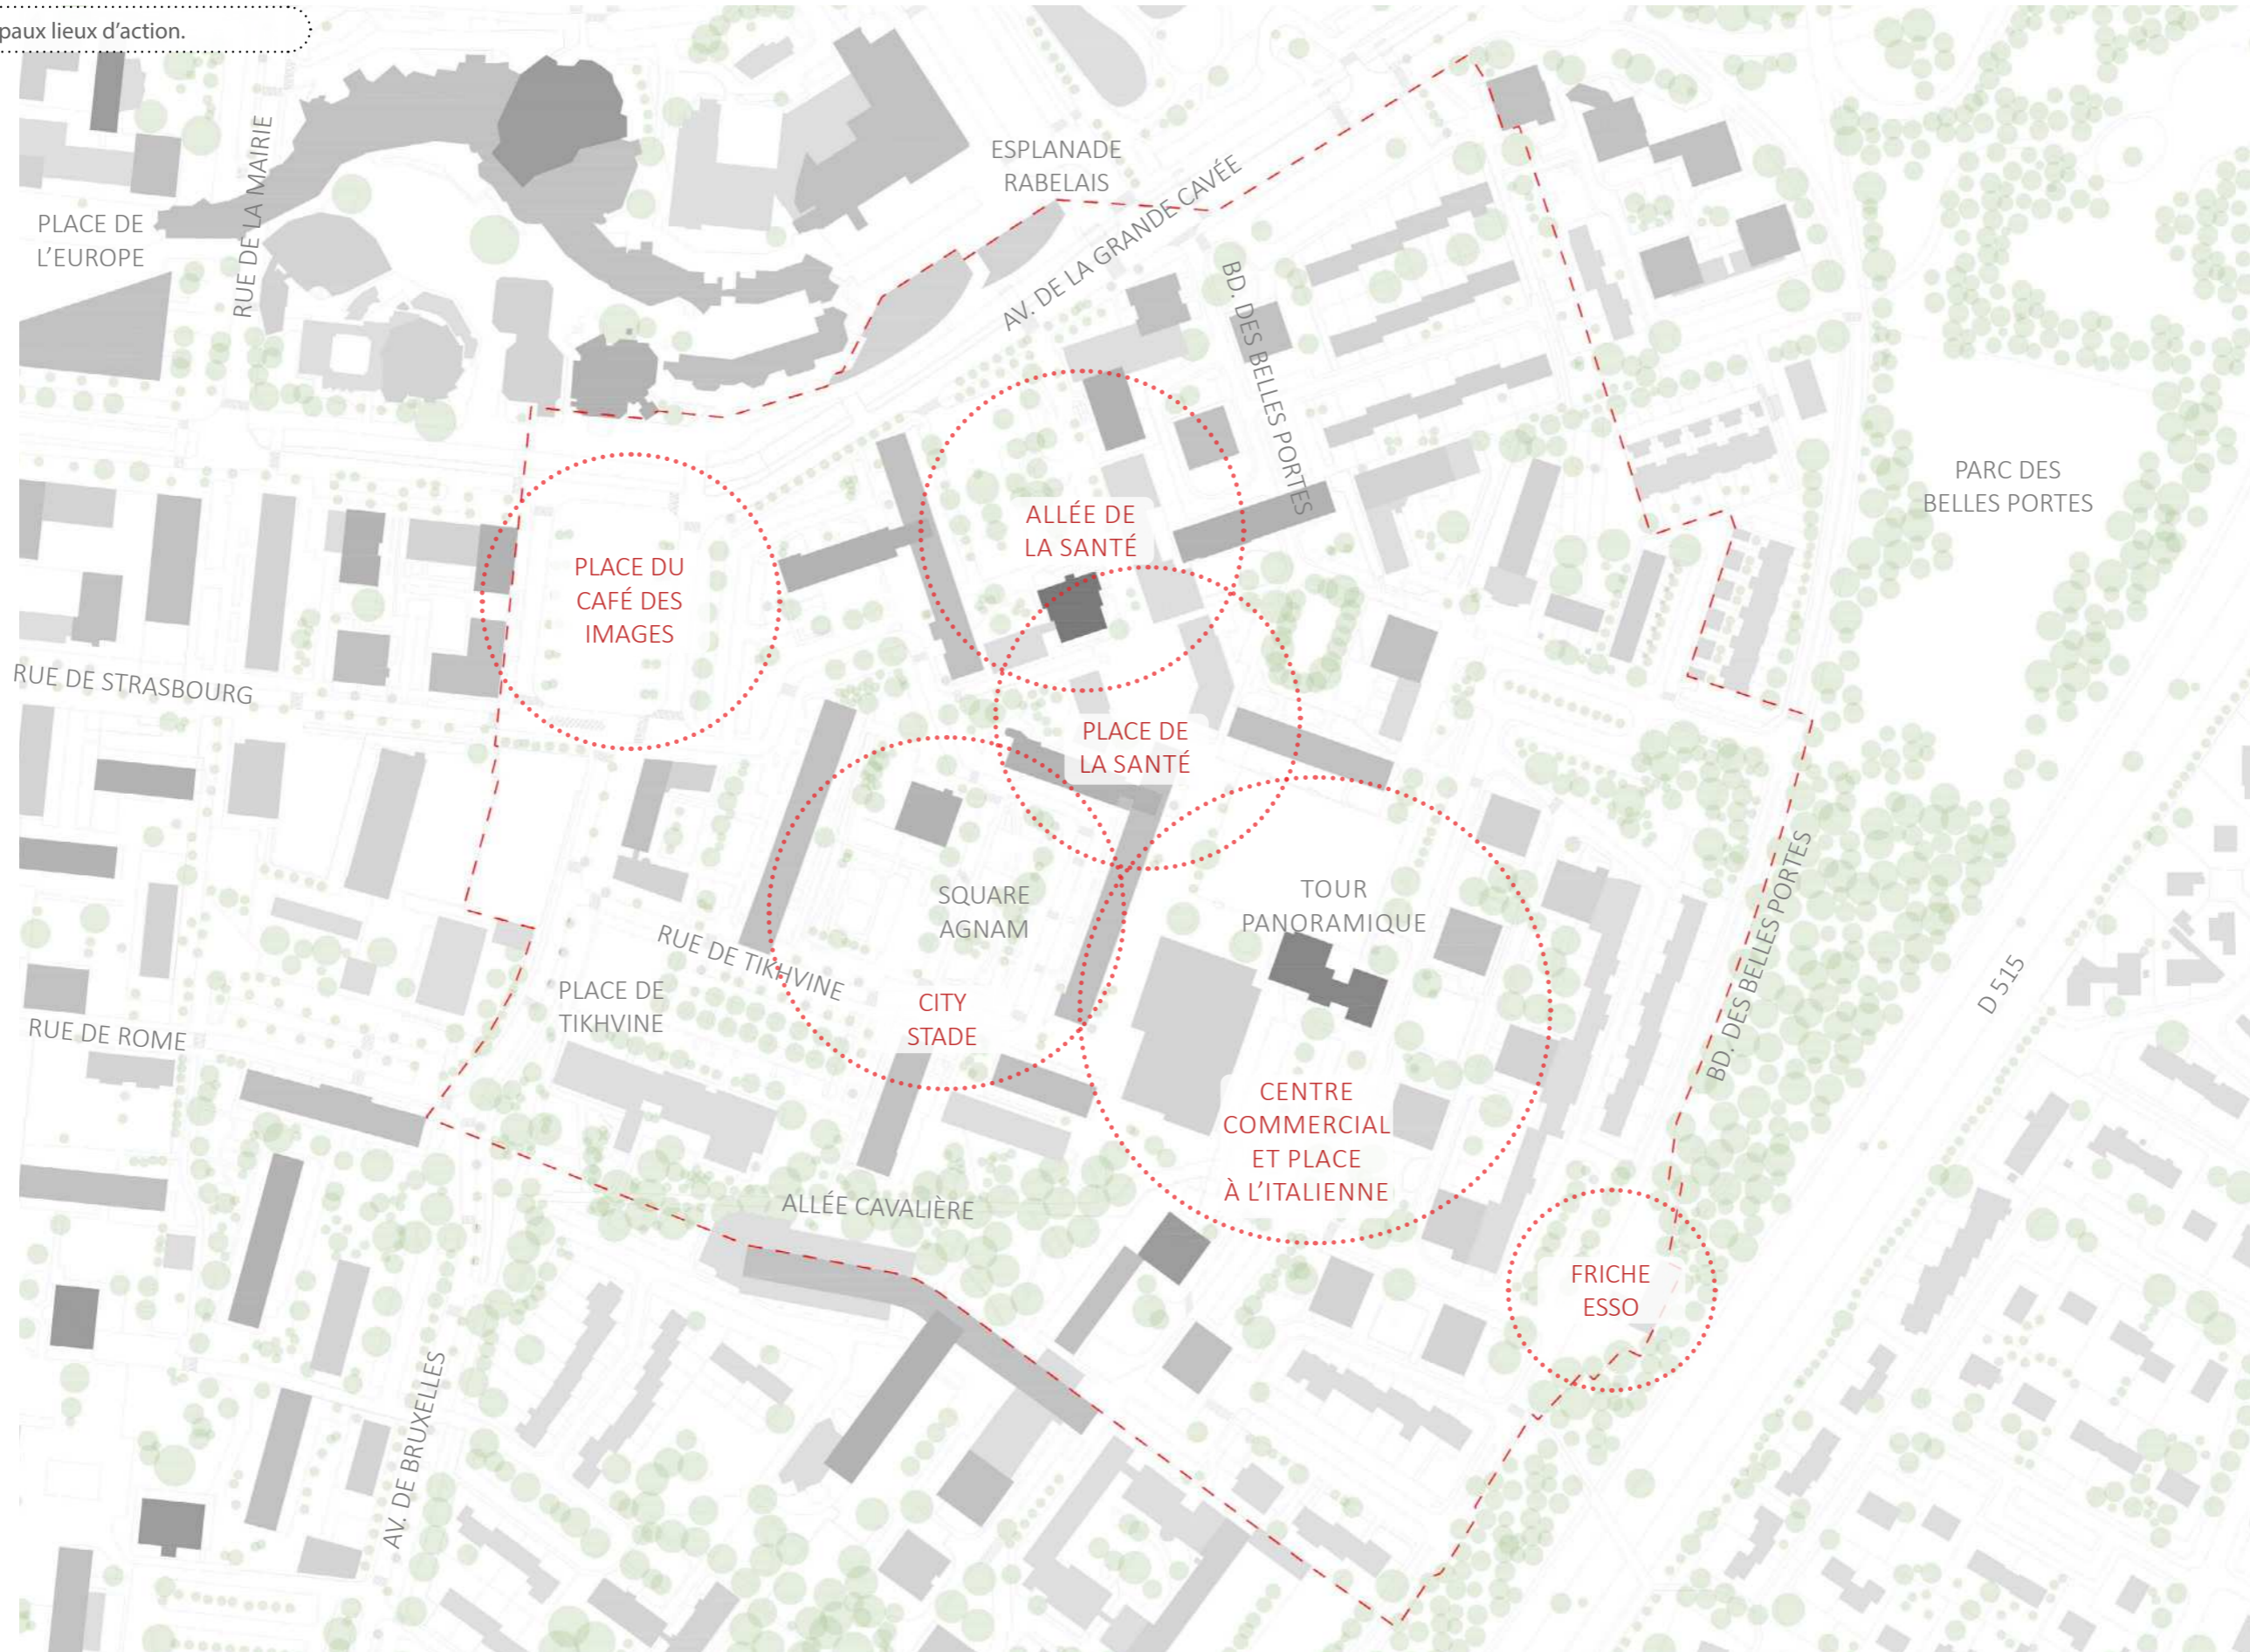 paux lieux d’action.
ESPLANADE
RABELAIS
RUE DE LA MAIRIE
PLACE DE
L’EUROPE
AV. DE LA GRANDE CAVÉE
BD. DES BELLES PORTES
PARC DES
BELLES PORTES
ALLÉE DE
LA SANTÉ
PLACE DU
CAFÉ DES
IMAGES
RUE DE STRASBOURG
PLACE DE
LA SANTÉ
SQUARE
AGNAM
TOUR
PANORAMIQUE
RUE DE TIKHVINE
BD. DES BELLES PORTES
D 515
PLACE DE
TIKHVINE
CITY
STADE
RUE DE ROME
CENTRE
COMMERCIAL
ET PLACE
À L’ITALIENNE
ALLÉE CAVALIÈRE
FRICHE
ESSO
AV. DE BRUXELLES